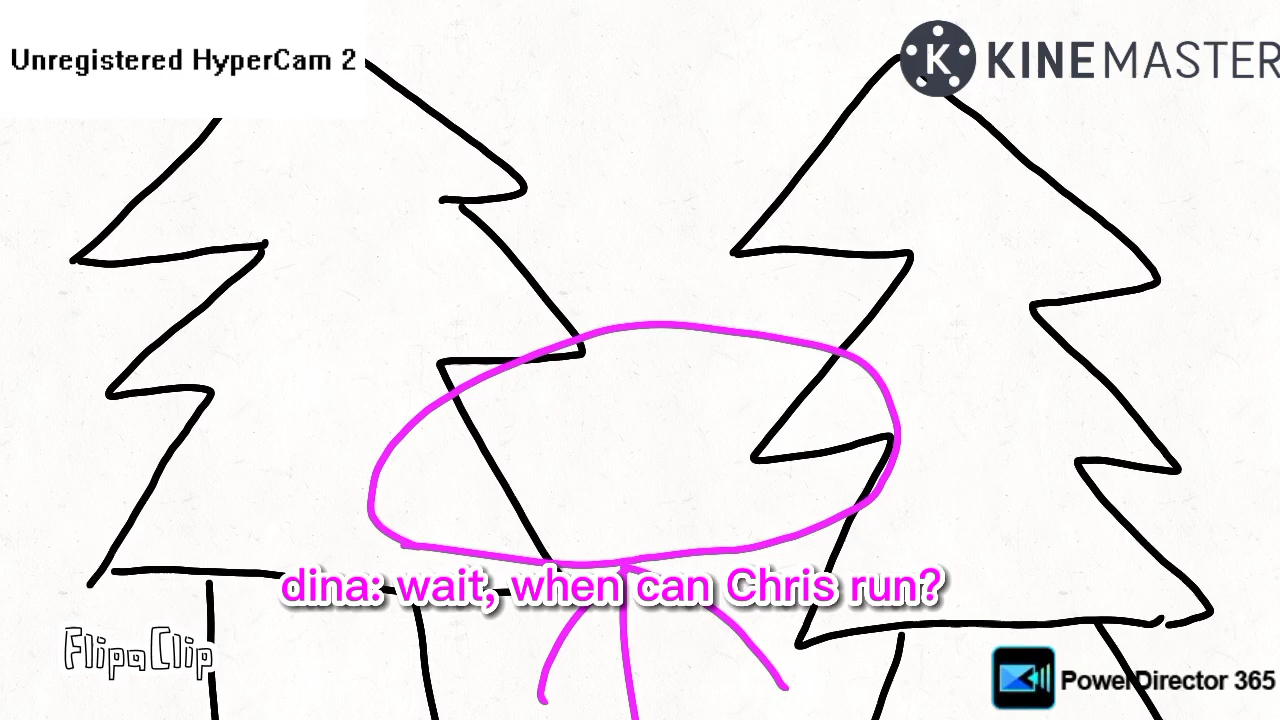 Unregistered HyperCam 2
K KINEMASTER
dina: wait, when can Chris run?
FlipaClip
PowerDirector 365